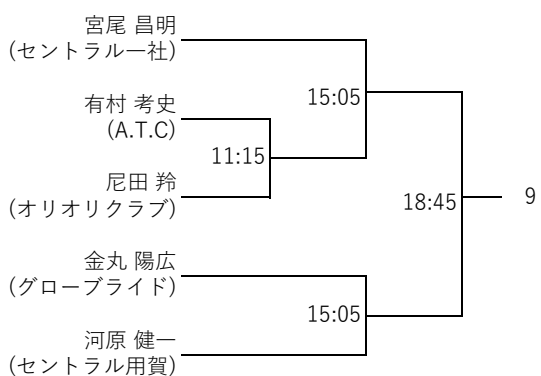 宮尾 昌明
(セントラル一社)
15:05
有村 考史
(A.T.C)
11:15
尼田 羚
(オリオリクラブ)
18:45
9
金丸 陽広
(グローブライド)
15:05
河原 健一
(セントラル用賀)